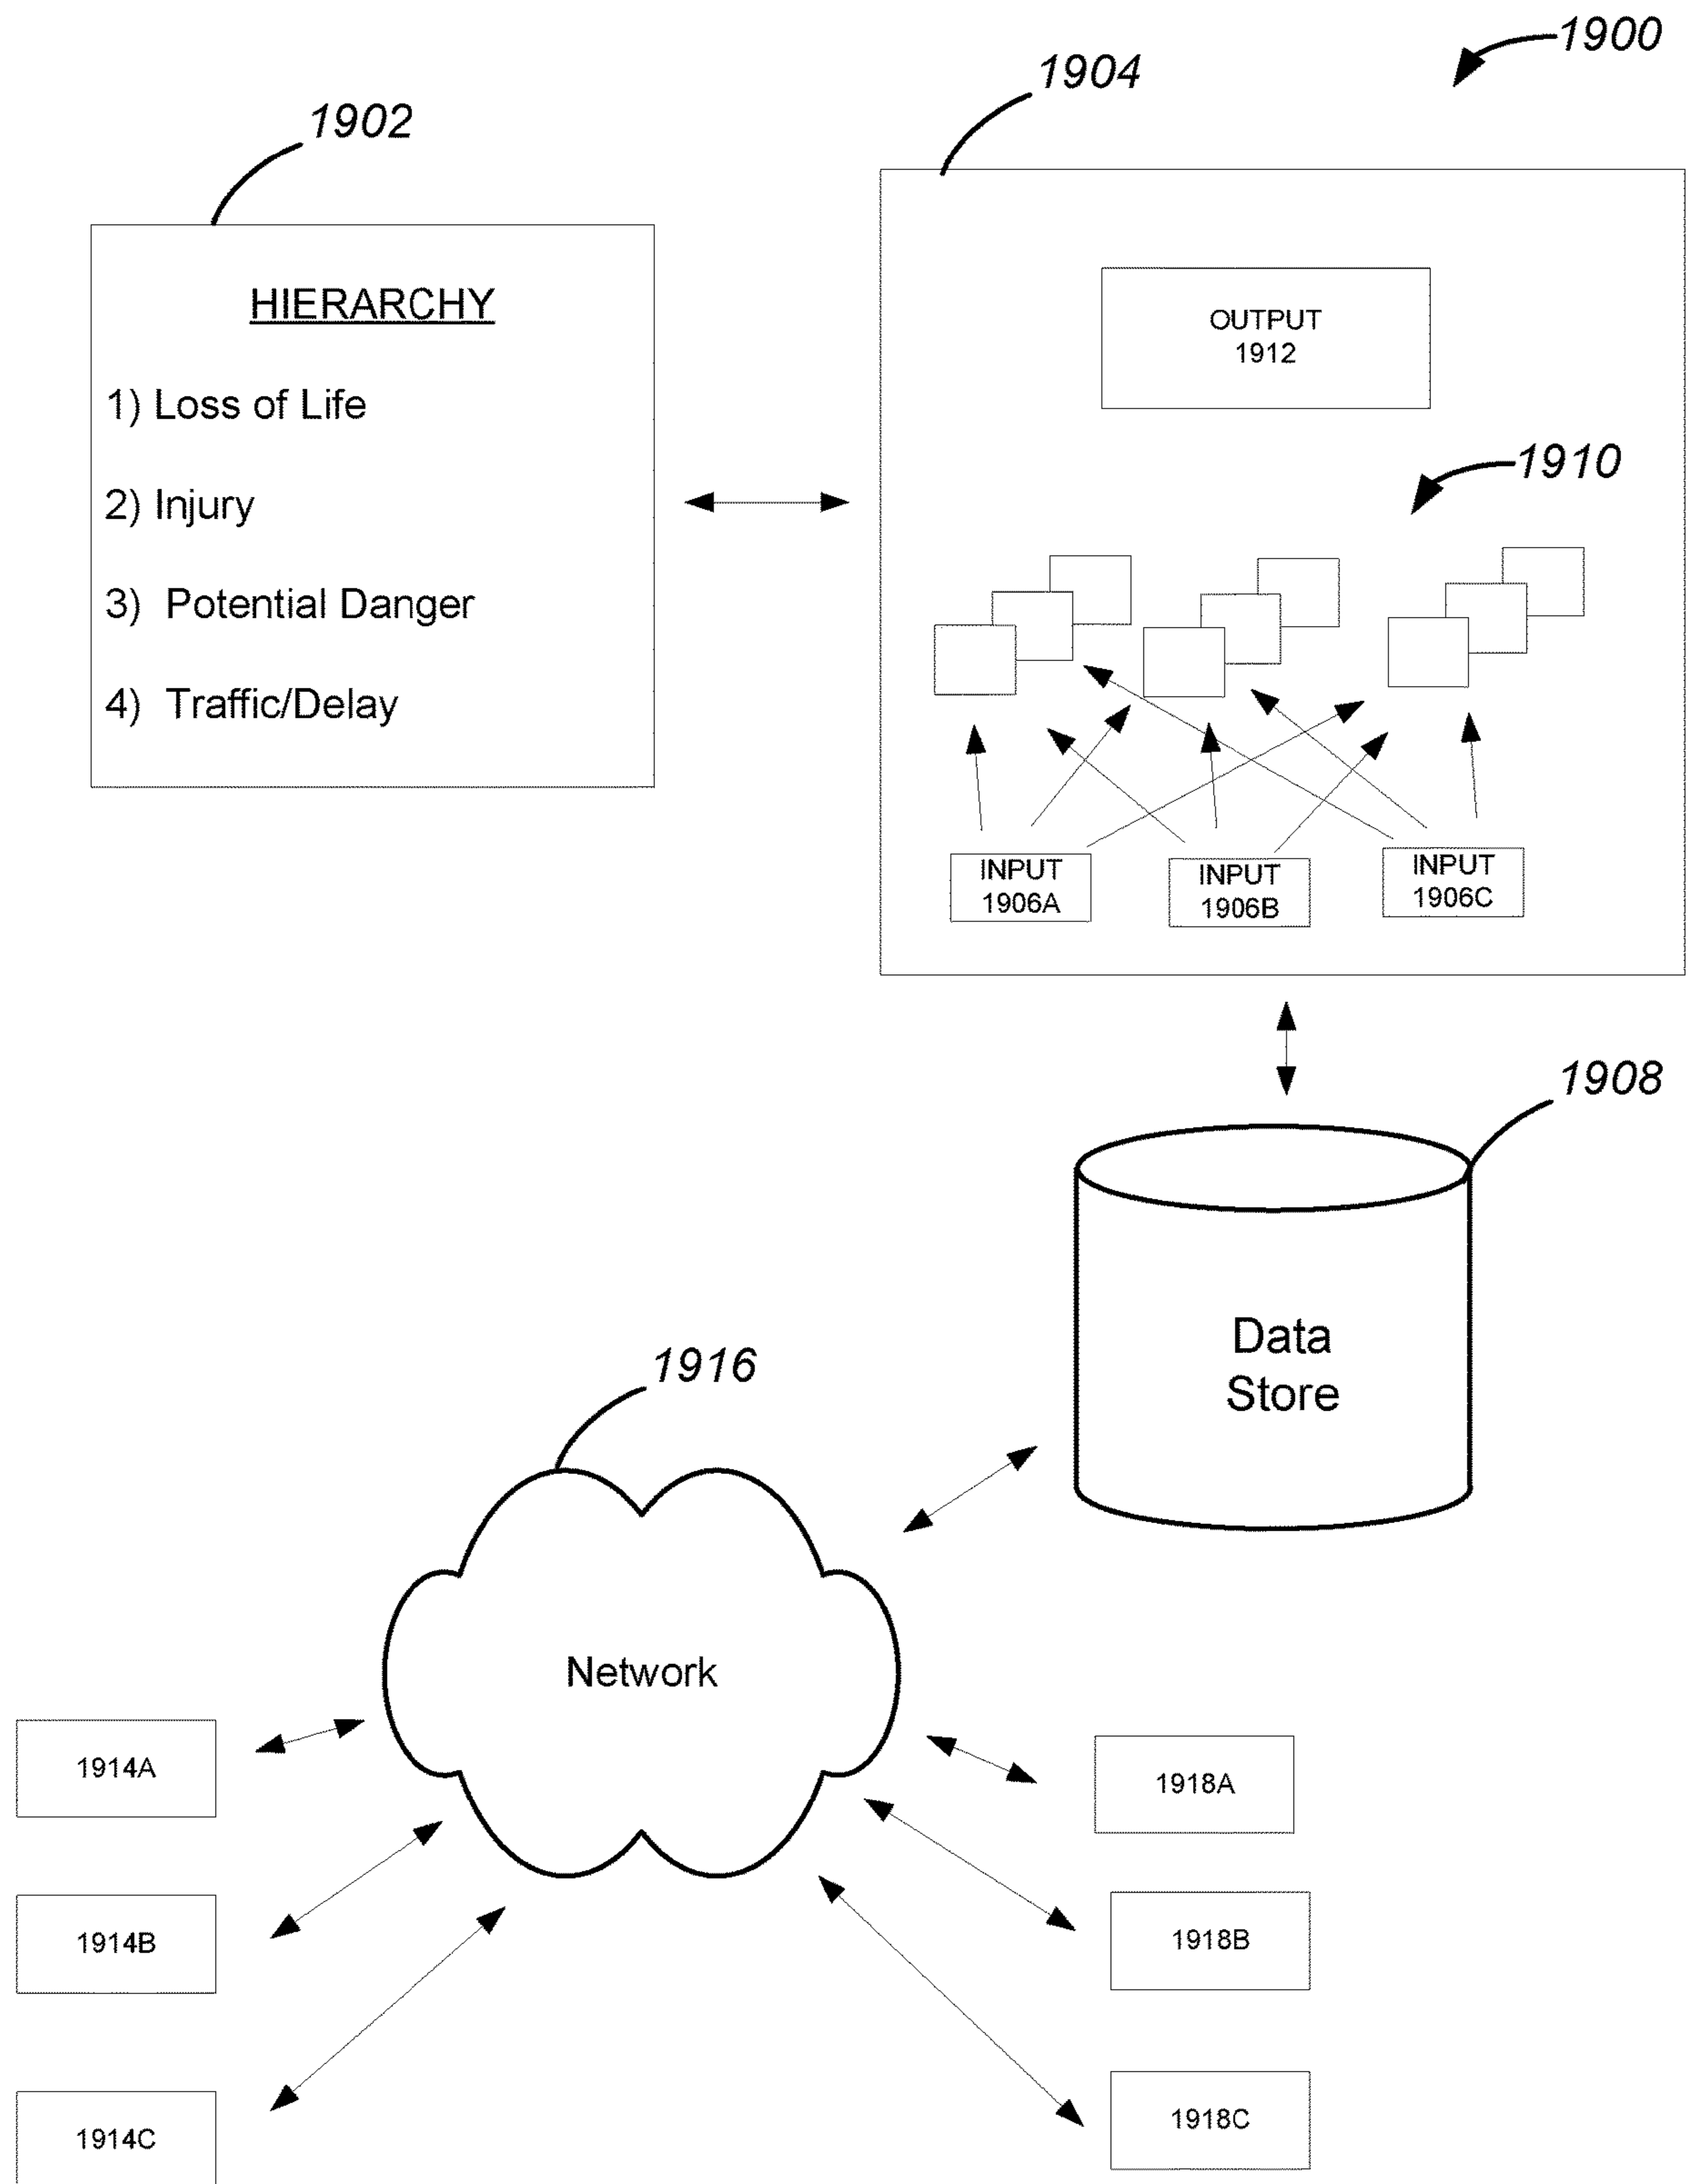 1900
1904
1902
HIERARCHY
1) Loss of Life
2) Injury
3) Potential Danger
4) Traffic/Delay
OUTPUT
1912
1910
INPUT
1906A
INPUT
1906B
INPUT
1906C
1908
Data
Store
1916
Network
1914A
1914B
1914C
1918A
1918B
1918C